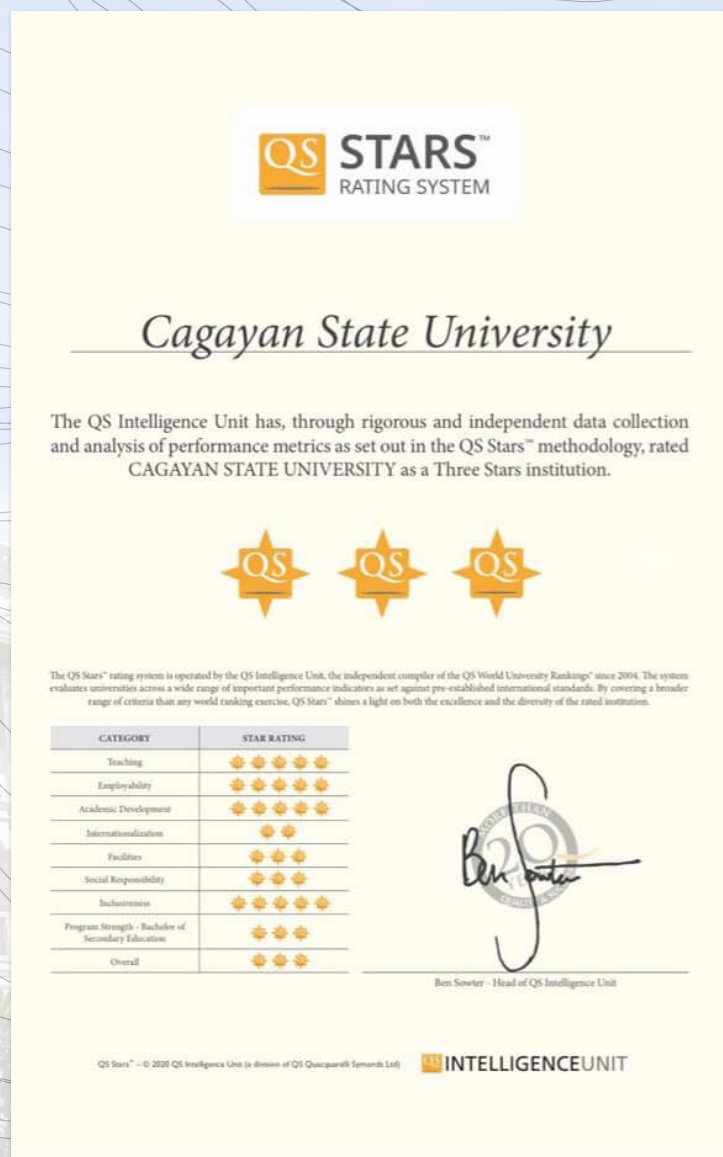 QS STARS™
RATING SYSTEM
Cagayan State University
The QS Intelligence Unit has, through rigorous and independent data collection
and analysis of performance metrics as set out in the QS Stars™ methodology, rated
CAGAYAN STATE UNIVERSITY as a Three Stars institution.
QS QS QS
The QS Stars™ rating system is operated by the QS Intelligence Unit, the independent compiler of the QS World University Rankings® since 2004. The system
evaluates universities across a wide range of important performance indicators as set against pre-established international standards. By covering a broader
range of criteria than any world ranking exercise, QS Stars™ shines a light on both the excellence and the diversity of the rated institution.
CATEGORY STAR RATING
Teaching
Employability
Academic Development
Internationalization
Facilities
Social Responsibility
Inclusiveness
Program Strength - Bachelor of
Secondary Education
Overall
MORE THAN
20
YEARS
Ben Sowter
Ben Sowter - Head of QS Intelligence Unit
QS Stars™ – © 2020 QS Intelligence Unit (a division of QS Quacquarelli Symonds Ltd)
QS INTELLIGENCEUNIT